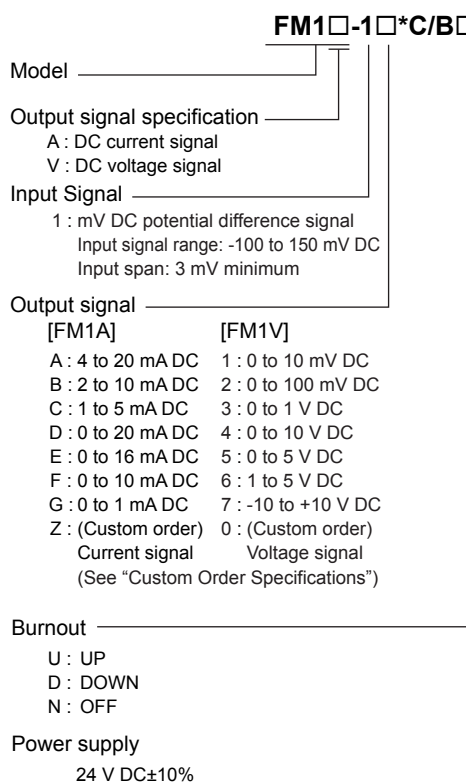 FM1□-1□*C/B□
Model
Output signal specification
A : DC current signal
V : DC voltage signal
Input Signal
1 : mV DC potential difference signal
Input signal range: -100 to 150 mV DC
Input span: 3 mV minimum
Output signal
[FM1A] [FM1V]
A : 4 to 20 mA DC 1 : 0 to 10 mV DC
B : 2 to 10 mA DC 2 : 0 to 100 mV DC
C : 1 to 5 mA DC 3 : 0 to 1 V DC
D : 0 to 20 mA DC 4 : 0 to 10 V DC
E : 0 to 16 mA DC 5 : 0 to 5 V DC
F : 0 to 10 mA DC 6 : 1 to 5 V DC
G : 0 to 1 mA DC 7 : -10 to +10 V DC
Z : (Custom order) 0 : (Custom order)
Current signal Voltage signal
(See “Custom Order Specifications”)
Burnout
U : UP
D : DOWN
N : OFF
Power supply
24 V DC±10%